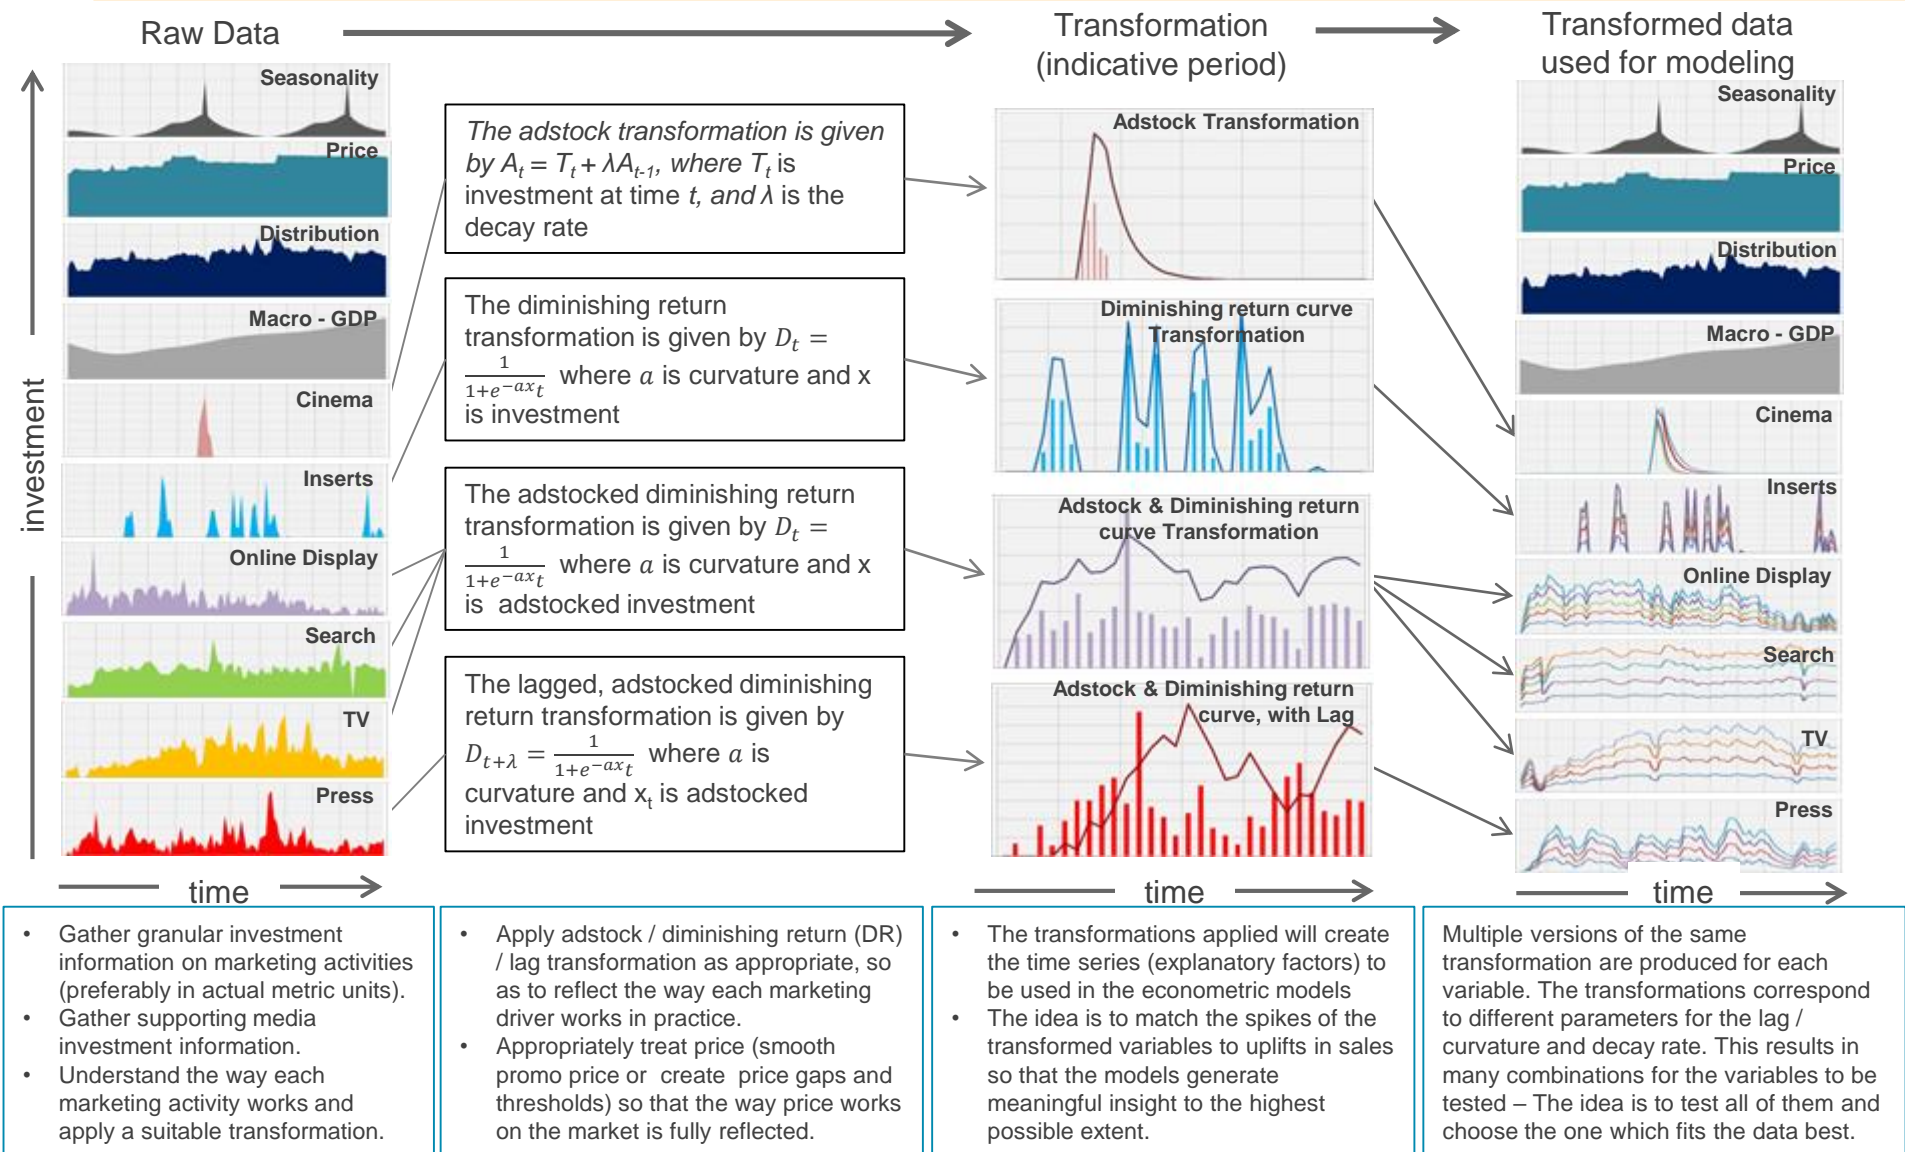 Raw Data
Transformation
(indicative period)
Transformed data
used for modeling
investment
Seasonality
Price
Distribution
Macro - GDP
Cinema
Inserts
Online Display
Search
TV
Press
time
The adstock transformation is given
by Aₜ = Tₜ + λAₜ₋₁, where Tₜ is
investment at time t, and λ is the
decay rate
The diminishing return
transformation is given by Dₜ =
1/(1+e^(-axₜ)) where a is curvature and x
is investment
The adstocked diminishing return
transformation is given by Dₜ =
1/(1+e^(-axₜ)) where a is curvature and x
is adstocked investment
The lagged, adstocked diminishing
return transformation is given by
D_{t+λ} = 1/(1+e^(-axₜ)) where a is
curvature and xₜ is adstocked
investment
Adstock Transformation
Diminishing return curve
Transformation
Adstock & Diminishing return
curve Transformation
Adstock & Diminishing return
curve, with Lag
time
Seasonality
Price
Distribution
Macro - GDP
Cinema
Inserts
Online Display
Search
TV
Press
time
• Gather granular investment
information on marketing activities
(preferably in actual metric units).
• Gather supporting media
investment information.
• Understand the way each
marketing activity works and
apply a suitable transformation.
• Apply adstock / diminishing return (DR)
/ lag transformation as appropriate, so
as to reflect the way each marketing
driver works in practice.
• Appropriately treat price (smooth
promo price or create price gaps and
thresholds) so that the way price works
on the market is fully reflected.
• The transformations applied will create
the time series (explanatory factors) to
be used in the econometric models
• The idea is to match the spikes of the
transformed variables to uplifts in sales
so that the models generate
meaningful insight to the highest
possible extent.
Multiple versions of the same
transformation are produced for each
variable. The transformations correspond
to different parameters for the lag /
curvature and decay rate. This results in
many combinations for the variables to be
tested – The idea is to test all of them and
choose the one which fits the data best.